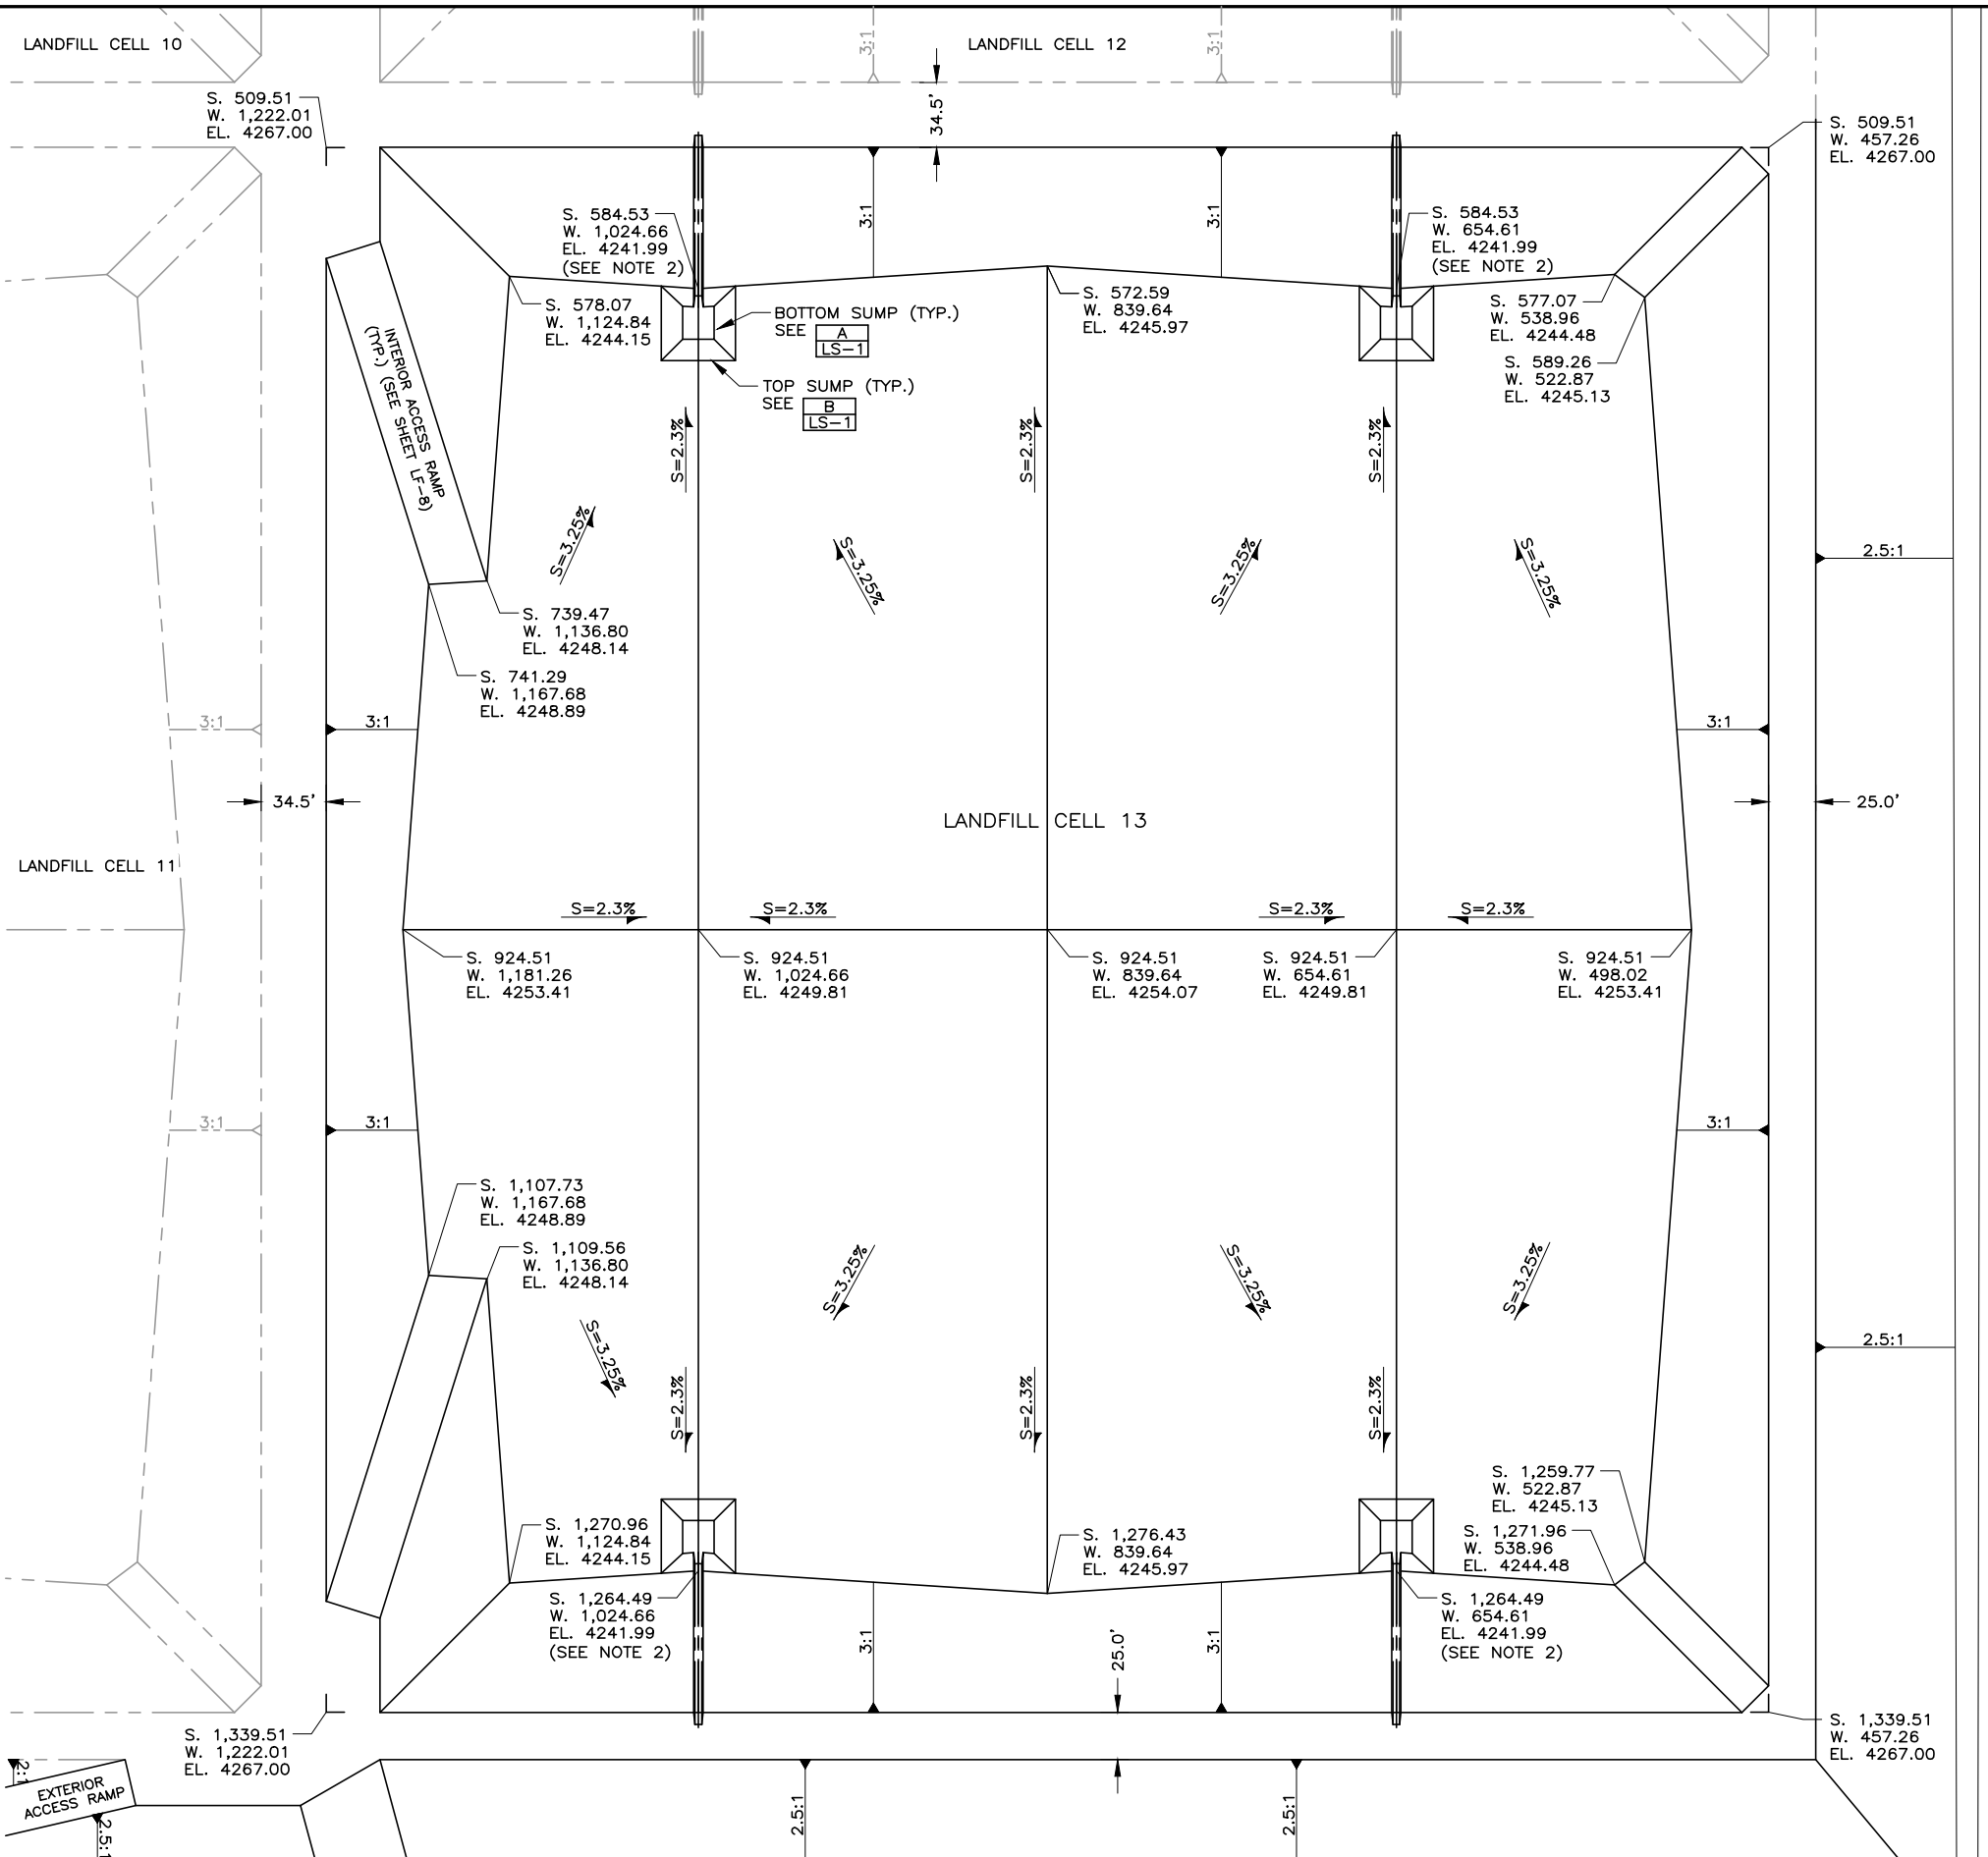 LANDFILL CELL 10
LANDFILL CELL 12
3:1
3:1
34.5'
S. 509.51
W. 1,222.01
EL. 4267.00
S. 509.51
W. 457.26
EL. 4267.00
3:1
3:1
S. 584.53
W. 1,024.66
EL. 4241.99
(SEE NOTE 2)
S. 584.53
W. 654.61
EL. 4241.99
(SEE NOTE 2)
S. 578.07
W. 1,124.84
EL. 4244.15
BOTTOM SUMP (TYP.)
SEE A
LS-1
TOP SUMP (TYP.)
SEE B
LS-1
S. 572.59
W. 839.64
EL. 4245.97
S. 577.07
W. 538.96
EL. 4244.48
S. 589.26
W. 522.87
EL. 4245.13
INTERIOR ACCESS RAMP
(TYP.) (SEE SHEET LF-8)
S=2.3%
S=2.3%
S=2.3%
S=3.25%
S=3.25%
S=3.25%
S=3.25%
2.5:1
S. 739.47
W. 1,136.80
EL. 4248.14
S. 741.29
W. 1,167.68
EL. 4248.89
3:1
3:1
3:1
34.5'
25.0'
LANDFILL CELL 13
LANDFILL CELL 11
S=2.3%
S=2.3%
S=2.3%
S=2.3%
S. 924.51
W. 1,181.26
EL. 4253.41
S. 924.51
W. 1,024.66
EL. 4249.81
S. 924.51
W. 839.64
EL. 4254.07
S. 924.51
W. 654.61
EL. 4249.81
S. 924.51
W. 498.02
EL. 4253.41
3:1
3:1
3:1
S. 1,107.73
W. 1,167.68
EL. 4248.89
S. 1,109.56
W. 1,136.80
EL. 4248.14
S=3.25%
S=3.25%
S=3.25%
S=3.25%
2.5:1
S=2.3%
S=2.3%
S=2.3%
S. 1,259.77
W. 522.87
EL. 4245.13
S. 1,270.96
W. 1,124.84
EL. 4244.15
S. 1,276.43
W. 839.64
EL. 4245.97
S. 1,271.96
W. 538.96
EL. 4244.48
S. 1,264.49
W. 1,024.66
EL. 4241.99
(SEE NOTE 2)
S. 1,264.49
W. 654.61
EL. 4241.99
(SEE NOTE 2)
3:1
25.0'
3:1
S. 1,339.51
W. 1,222.01
EL. 4267.00
S. 1,339.51
W. 457.26
EL. 4267.00
EXTERIOR
ACCESS RAMP
2.5:1
2.5:1
2.5:1